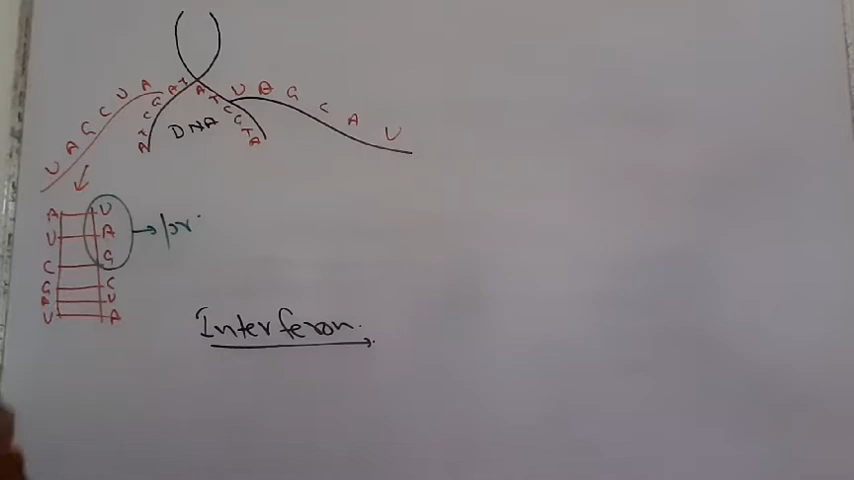 U A G C U A
A T C G A T
DNA
A T C G T A
U A G C A U
A U
U A
C G
G C
A U
U A
pr
Interferon.